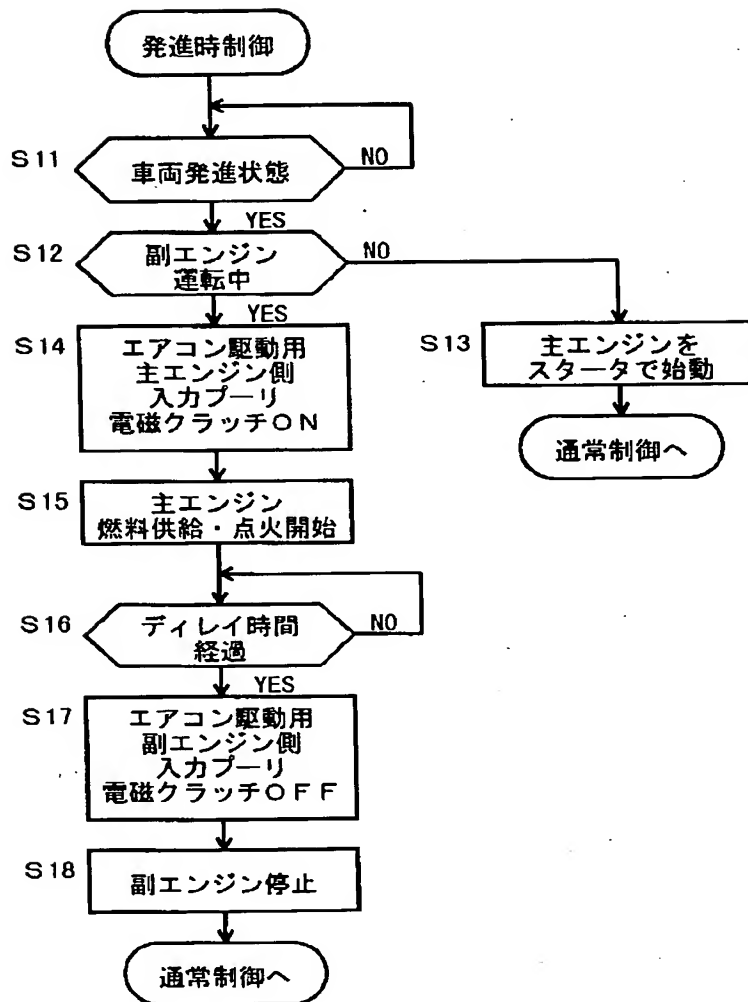 発進時制御
S11
車両発進状態
NO
YES
S12
副エンジン
運転中
NO
YES
S14
エアコン駆動用
主エンジン側
入力プーリ
電磁クラッチON
S13
主エンジンを
スタータで始動
通常制御へ
S15
主エンジン
燃料供給・点火開始
S16
ディレイ時間
経過
NO
YES
S17
エアコン駆動用
副エンジン側
入力プーリ
電磁クラッチOFF
S18
副エンジン停止
通常制御へ